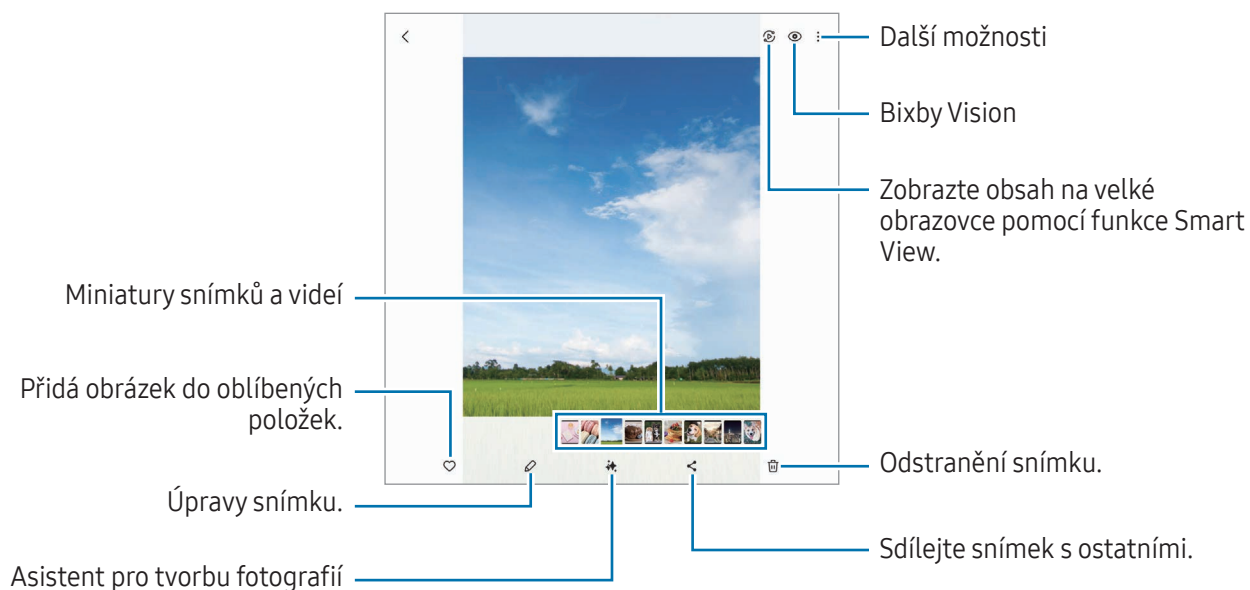 Další možnosti
Bixby Vision
Zobrazte obsah na velké
obrazovce pomocí funkce Smart
View.
Miniatury snímků a videí
Přidá obrázek do oblíbených
položek.
Odstranění snímku.
Úpravy snímku.
Sdílejte snímek s ostatními.
Asistent pro tvorbu fotografií